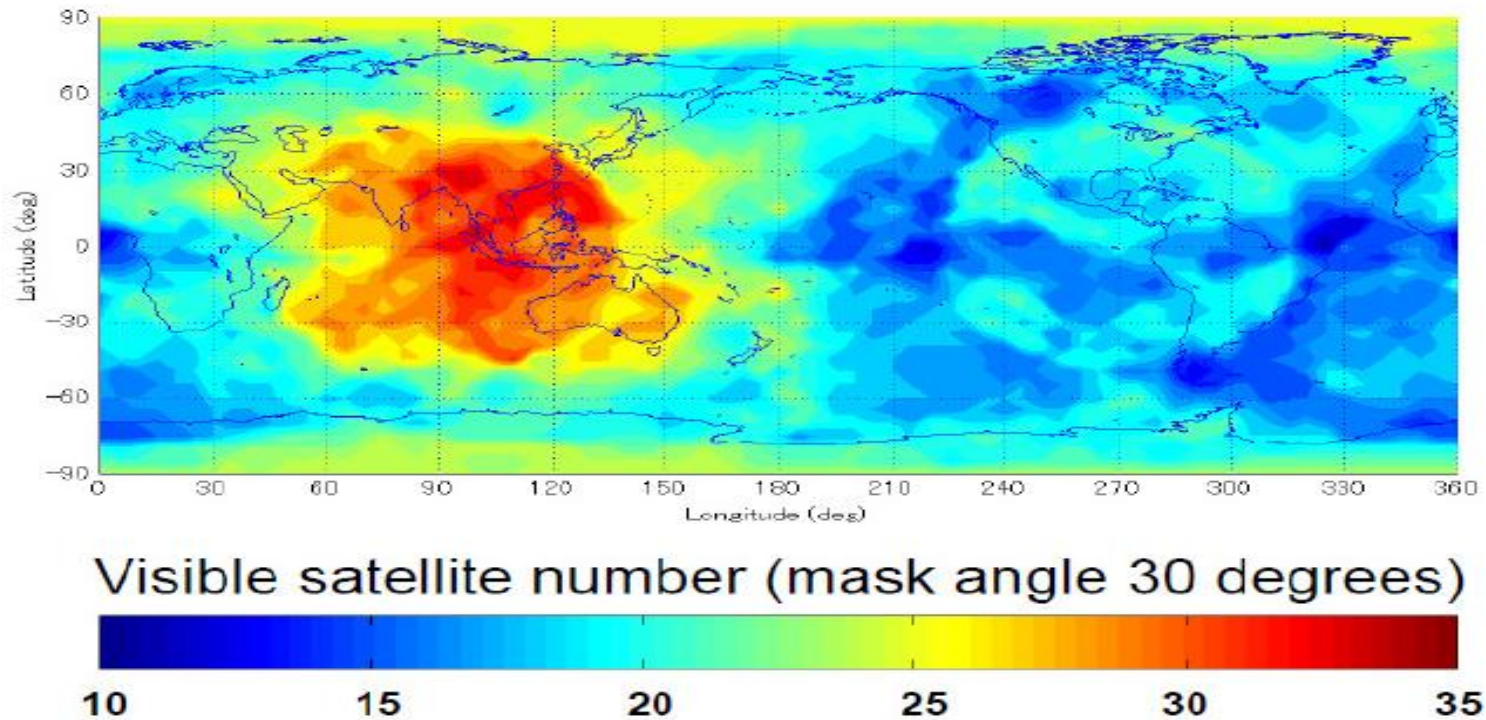 90
60
30
0
−30
−60
−90
Latitude (deg)
0 30 60 90 120 150 180 210 240 270 300 330 360
Longitude (deg)
Visible satellite number (mask angle 30 degrees)
10 15 20 25 30 35